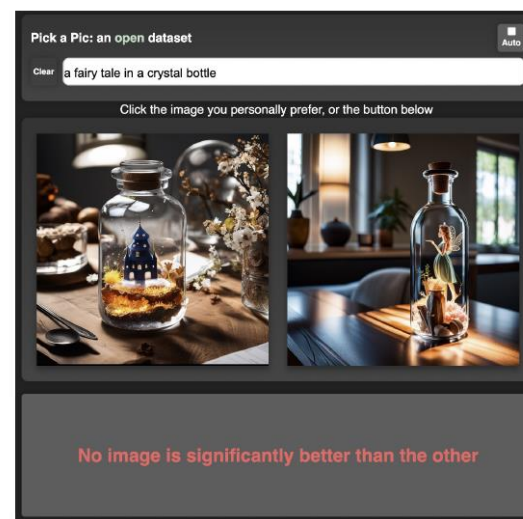 Pick a Pic: an open dataset
Auto
Clear
a fairy tale in a crystal bottle
Click the image you personally prefer, or the button below
No image is significantly better than the other